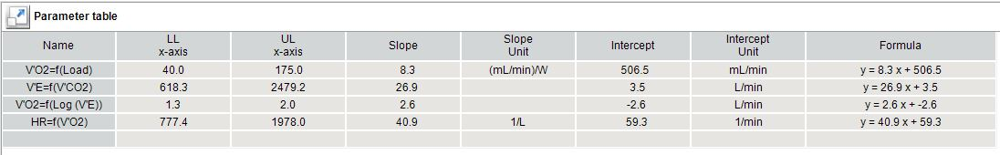 Parameter table
Name LL x-axis UL x-axis Slope Slope Unit Intercept Intercept Unit Formula
V'O2=f(Load) 40.0 175.0 8.3 (mL/min)/W 506.5 mL/min y = 8.3 x + 506.5
V'E=f(V'CO2) 618.3 2479.2 26.9 3.5 L/min y = 26.9 x + 3.5
V'O2=f(Log (V'E)) 1.3 2.0 2.6 -2.6 L/min y = 2.6 x + -2.6
HR=f(V'O2) 777.4 1978.0 40.9 1/L 59.3 1/min y = 40.9 x + 59.3